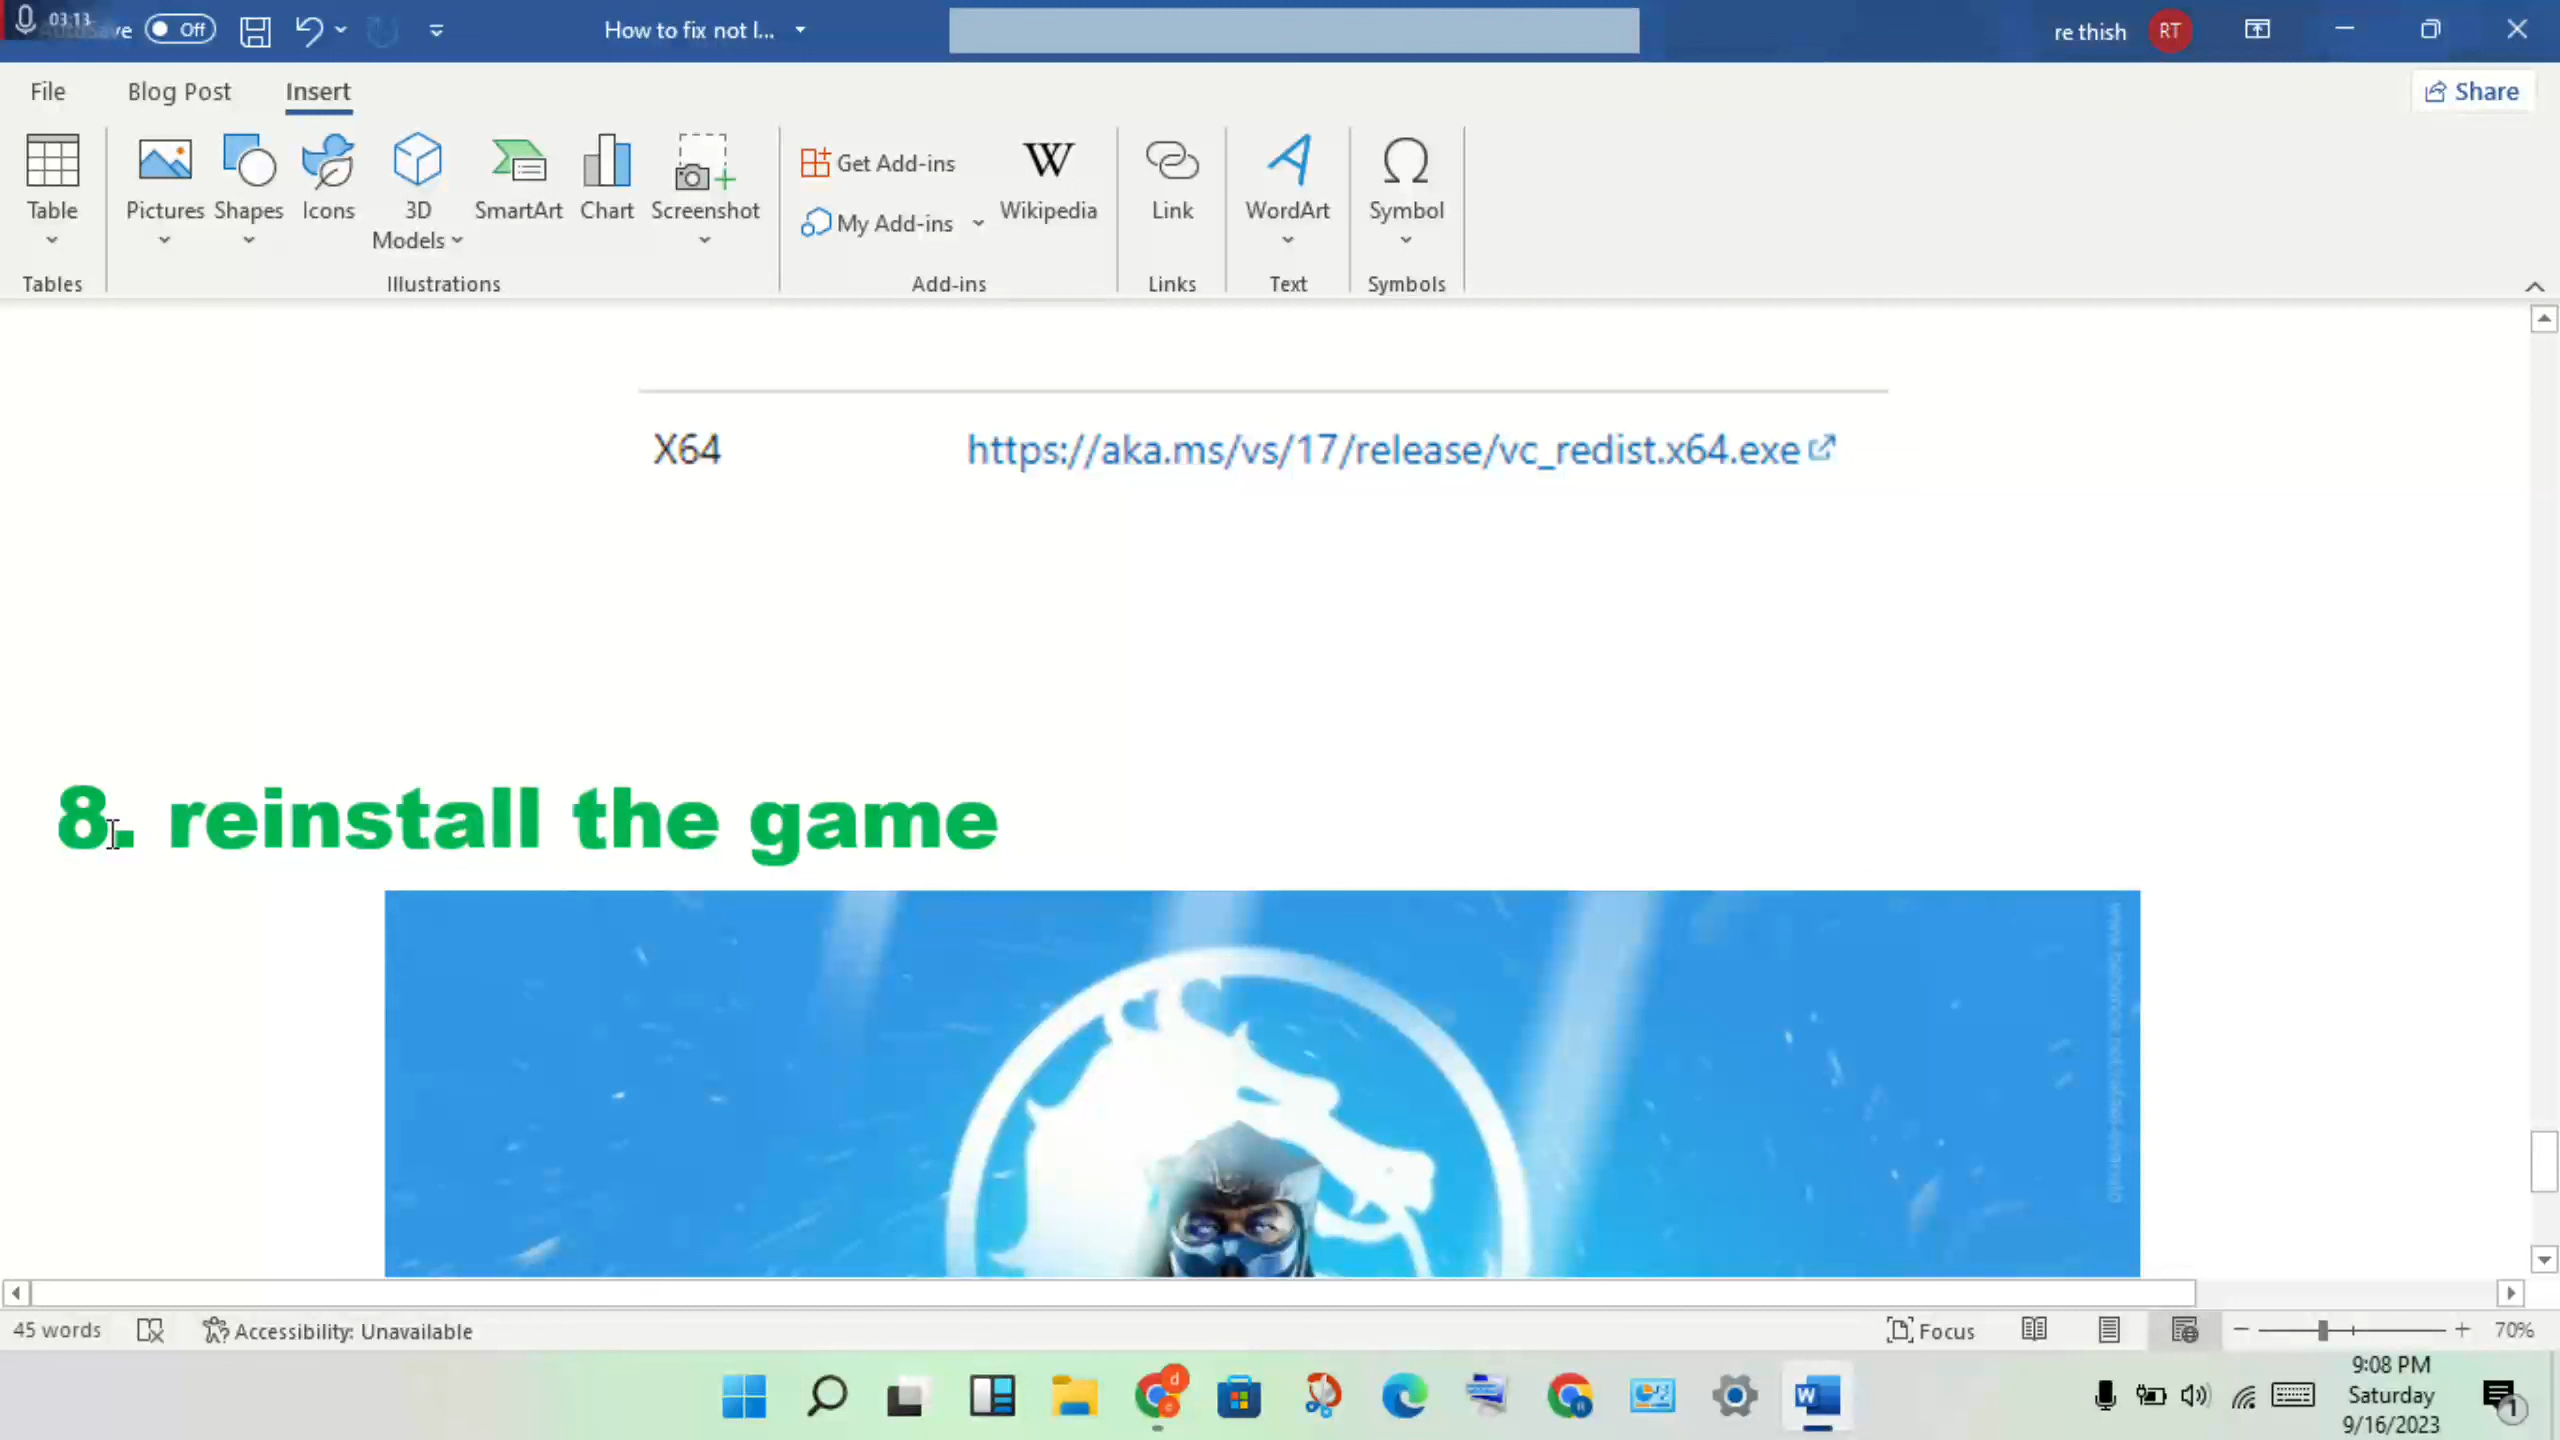 03:13
Off
How to fix not l...
re thish
RT
File
Blog Post
Insert
Share
Table
Pictures
Shapes
Icons
3D
Models
SmartArt
Chart
Screenshot
Get Add-ins
My Add-ins
Wikipedia
Link
WordArt
Symbol
Tables
Illustrations
Add-ins
Links
Text
Symbols
X64
https://aka.ms/vs/17/release/vc_redist.x64.exe
8. reinstall the game
45 words
Accessibility: Unavailable
Focus
70%
9:08 PM
Saturday
9/16/2023
1